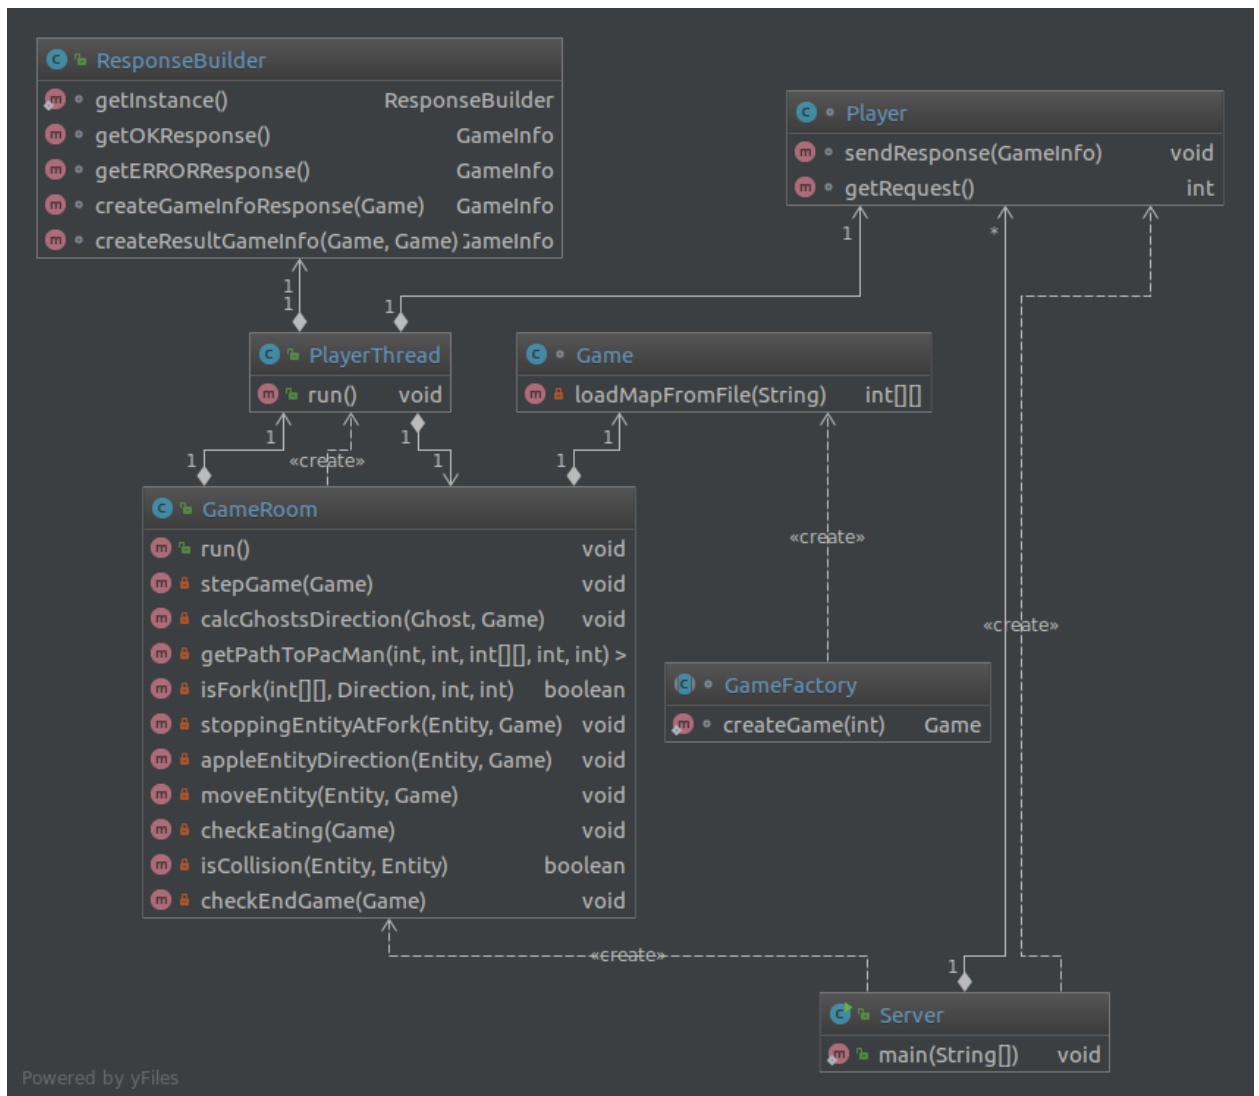 ResponseBuilder
getInstance() ResponseBuilder
getOKResponse() GameInfo
getERRORResponse() GameInfo
createGameInfoResponse(Game) GameInfo
createResultGameInfo(Game, Game) GameInfo
Player
sendResponse(GameInfo) void
getRequest() int
1
1
1
1
*
PlayerThread
run() void
Game
loadMapFromFile(String) int[][]
1
1
«create»
1
1
1
1
GameRoom
run() void
stepGame(Game) void
calcGhostsDirection(Ghost, Game) void
getPathToPacMan(int, int, int[][], int, int) >
isFork(int[][], Direction, int, int) boolean
stoppingEntityAtFork(Entity, Game) void
appleEntityDirection(Entity, Game) void
moveEntity(Entity, Game) void
checkEating(Game) void
isCollision(Entity, Entity) boolean
checkEndGame(Game) void
«create»
«create»
GameFactory
createGame(int) Game
«create»
1
Server
main(String[]) void
Powered by yFiles